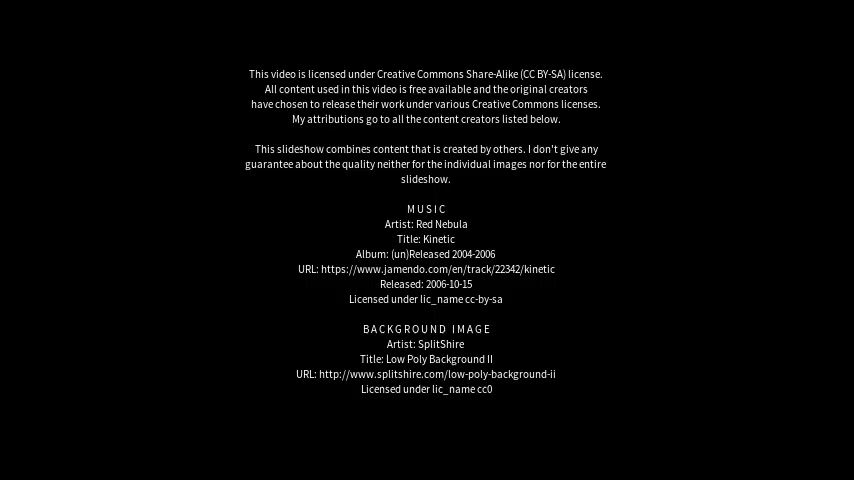 This video is licensed under Creative Commons Share-Alike (CC BY-SA) license.
All content used in this video is free available and the original creators
have chosen to release their work under various Creative Commons licenses.
My attributions go to all the content creators listed below.
This slideshow combines content that is created by others. I don't give any
guarantee about the quality neither for the individual images nor for the entire
slideshow.
MUSIC
Artist: Red Nebula
Title: Kinetic
Album: (un)Released 2004-2006
URL: https://www.jamendo.com/en/track/22342/kinetic
Released: 2006-10-15
Licensed under lic_name cc-by-sa
BACKGROUND IMAGE
Artist: SplitShire
Title: Low Poly Background II
URL: http://www.splitshire.com/low-poly-background-ii
Licensed under lic_name cc0